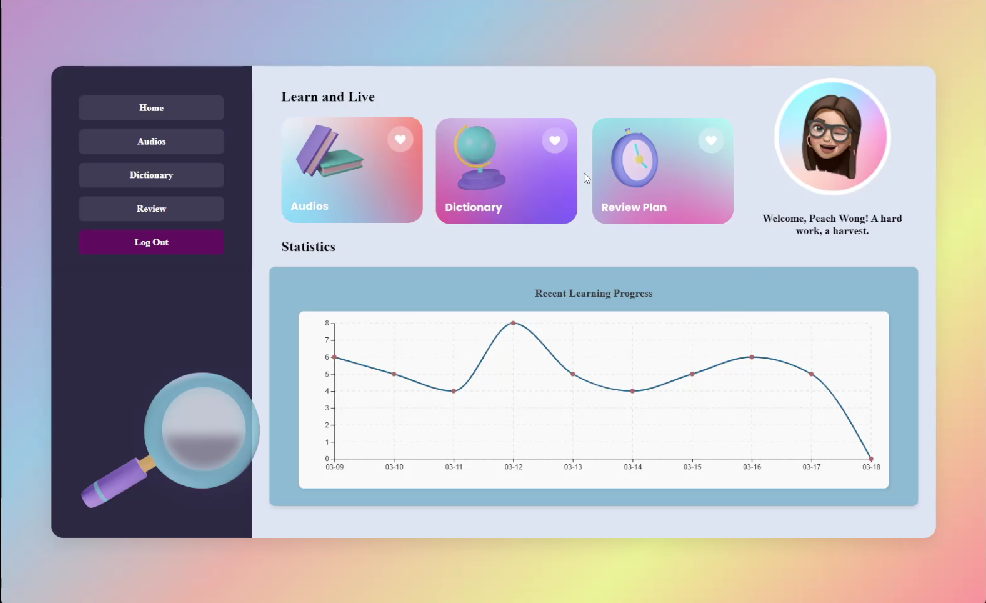 Home
Audios
Dictionary
Review
Log Out
Learn and Live
Audios
Dictionary
Review Plan
Welcome, Peach Wong! A hard
work, a harvest.
Statistics
Recent Learning Progress
8
7
6
5
4
3
2
1
0
03-09 03-10 03-11 03-12 03-13 03-14 03-15 03-16 03-17 03-18